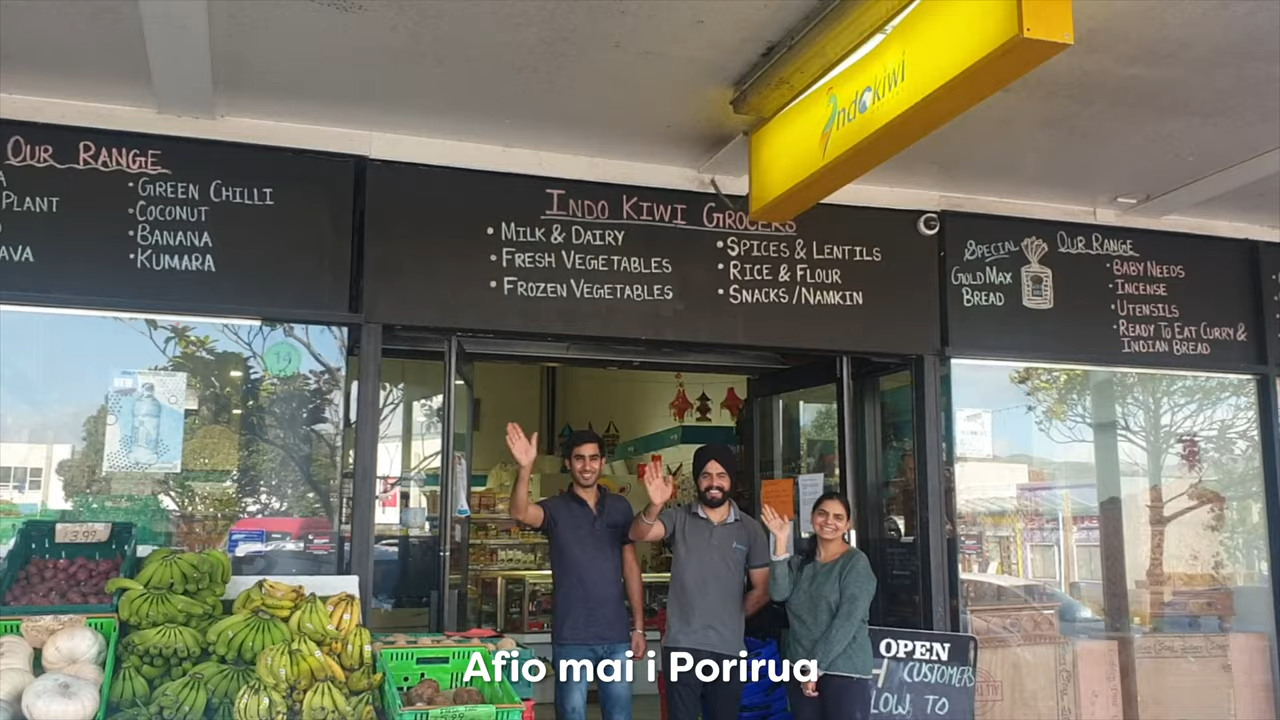 Indokiwi
OUR RANGE
PLANT
AVA
• GREEN CHILLI
• COCONUT
• BANANA
• KUMARA
INDO KIWI GROCERS
• MILK & DAIRY
• FRESH VEGETABLES
• FROZEN VEGETABLES
• SPICES & LENTILS
• RICE & FLOUR
• SNACKS / NAMKIN
SPECIAL
GOLDMAX
BREAD
OUR RANGE
• BABY NEEDS
• INCENSE
• UTENSILS
• READY TO EAT CURRY &
INDIAN BREAD
3.99
OPEN
CUSTOMERS
LOW TO
Afio mai i Porirua